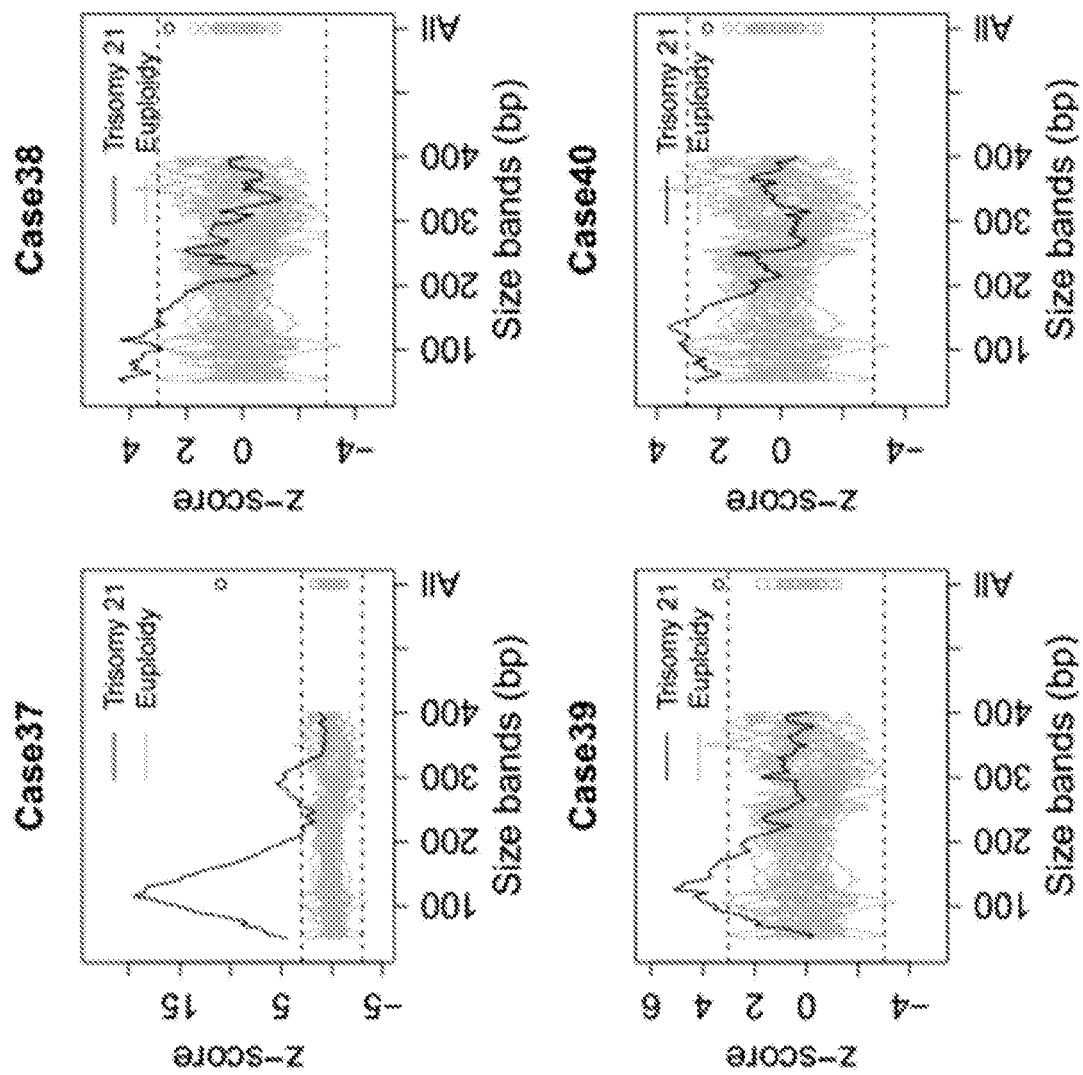 Case37
Trisomy 21
Euploidy
15
5
-5
z-score
100
200
300
400
All
Size bands (bp)
Case38
Trisomy 21
Euploidy
4
2
0
-4
z-score
100
200
300
400
All
Size bands (bp)
Case39
Trisomy 21
Euploidy
6
4
2
0
-4
z-score
100
200
300
400
All
Size bands (bp)
Case40
Trisomy 21
Euploidy
4
2
0
-4
z-score
100
200
300
400
All
Size bands (bp)